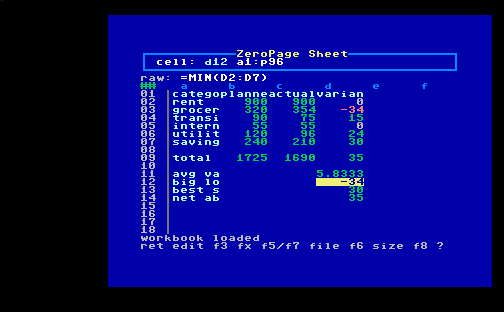 ZeroPage Sheet
cell: d12 a1:p96
raw: =MIN(D2:D7)
## a b c d e f
01 categoplanneactualvarian
02 rent 900 900 0
03 grocer 320 354 -34
04 transi 90 75 15
05 intern 55 55 0
06 utilit 120 96 24
07 saving 240 210 30
08
09 total 1725 1690 35
10
11 avg va 5.8333
12 big lo -34
13 best s 30
14 net ab 35
15
16
17
18
workbook loaded
ret edit f3 fx f5/f7 file f6 size f8 ?